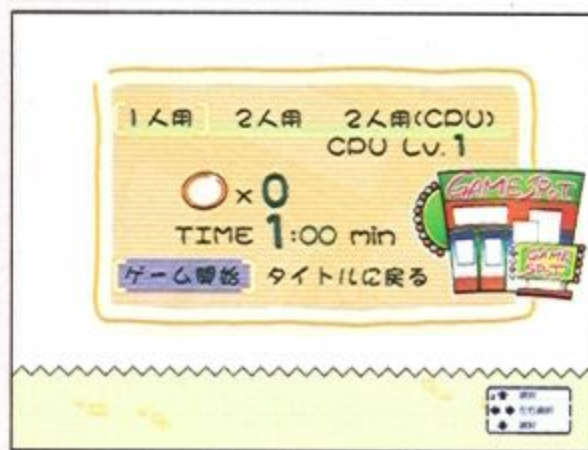 1人用 2人用 2人用(CPU)
CPU Lv.1
×0
TIME 1:00 min
ゲーム開始 タイトルに戻る
GAME SPOT
GAME
SPOT